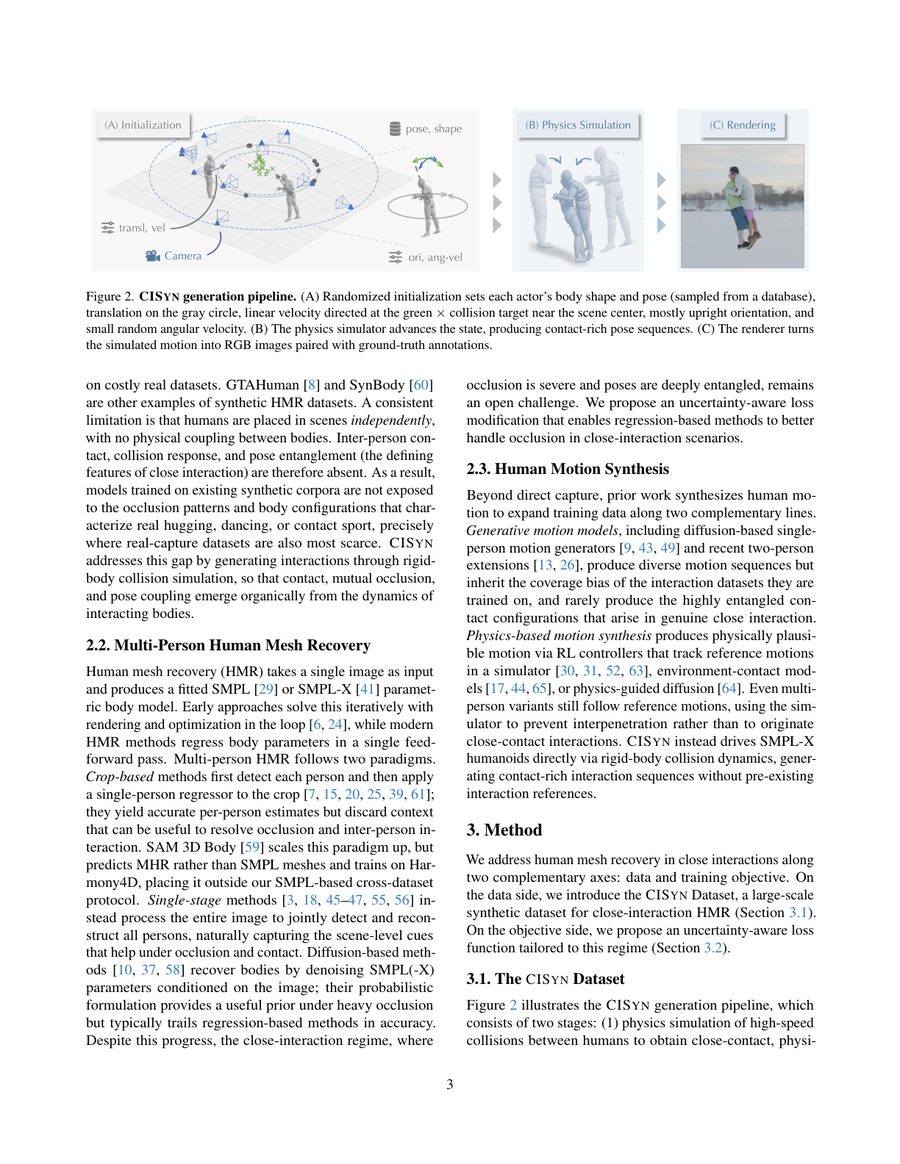 (A) Initialization
pose, shape
transl, vel
Camera
ori, ang-vel
(B) Physics Simulation
(C) Rendering
Figure 2. CISYN generation pipeline. (A) Randomized initialization sets each actor's body shape and pose (sampled from a database),
translation on the gray circle, linear velocity directed at the green × collision target near the scene center, mostly upright orientation, and
small random angular velocity. (B) The physics simulator advances the state, producing contact-rich pose sequences. (C) The renderer turns
the simulated motion into RGB images paired with ground-truth annotations.
on costly real datasets. GTAHuman [8] and SynBody [60]
are other examples of synthetic HMR datasets. A consistent
limitation is that humans are placed in scenes independently,
with no physical coupling between bodies. Inter-person con-
tact, collision response, and pose entanglement (the defining
features of close interaction) are therefore absent. As a result,
models trained on existing synthetic corpora are not exposed
to the occlusion patterns and body configurations that char-
acterize real hugging, dancing, or contact sport, precisely
where real-capture datasets are also most scarce. CISYN
addresses this gap by generating interactions through rigid-
body collision simulation, so that contact, mutual occlusion,
and pose coupling emerge organically from the dynamics of
interacting bodies.
2.2. Multi-Person Human Mesh Recovery
Human mesh recovery (HMR) takes a single image as input
and produces a fitted SMPL [29] or SMPL-X [41] paramet-
ric body model. Early approaches solve this iteratively with
rendering and optimization in the loop [6, 24], while modern
HMR methods regress body parameters in a single feed-
forward pass. Multi-person HMR follows two paradigms.
Crop-based methods first detect each person and then apply
a single-person regressor to the crop [7, 15, 20, 25, 39, 61];
they yield accurate per-person estimates but discard context
that can be useful to resolve occlusion and inter-person in-
teraction. SAM 3D Body [59] scales this paradigm up, but
predicts MHR rather than SMPL meshes and trains on Har-
mony4D, placing it outside our SMPL-based cross-dataset
protocol. Single-stage methods [3, 18, 45–47, 55, 56] in-
stead process the entire image to jointly detect and recon-
struct all persons, naturally capturing the scene-level cues
that help under occlusion and contact. Diffusion-based meth-
ods [10, 37, 58] recover bodies by denoising SMPL(-X)
parameters conditioned on the image; their probabilistic
formulation provides a useful prior under heavy occlusion
but typically trails regression-based methods in accuracy.
Despite this progress, the close-interaction regime, where
occlusion is severe and poses are deeply entangled, remains
an open challenge. We propose an uncertainty-aware loss
modification that enables regression-based methods to better
handle occlusion in close-interaction scenarios.
2.3. Human Motion Synthesis
Beyond direct capture, prior work synthesizes human mo-
tion to expand training data along two complementary lines.
Generative motion models, including diffusion-based single-
person motion generators [9, 43, 49] and recent two-person
extensions [13, 26], produce diverse motion sequences but
inherit the coverage bias of the interaction datasets they are
trained on, and rarely produce the highly entangled con-
tact configurations that arise in genuine close interaction.
Physics-based motion synthesis produces physically plausi-
ble motion via RL controllers that track reference motions
in a simulator [30, 31, 52, 63], environment-contact mod-
els [17, 44, 65], or physics-guided diffusion [64]. Even multi-
person variants still follow reference motions, using the sim-
ulator to prevent interpenetration rather than to originate
close-contact interactions. CISYN instead drives SMPL-X
humanoids directly via rigid-body collision dynamics, gener-
ating contact-rich interaction sequences without pre-existing
interaction references.
3. Method
We address human mesh recovery in close interactions along
two complementary axes: data and training objective. On
the data side, we introduce the CISYN Dataset, a large-scale
synthetic dataset for close-interaction HMR (Section 3.1).
On the objective side, we propose an uncertainty-aware loss
function tailored to this regime (Section 3.2).
3.1. The CISYN Dataset
Figure 2 illustrates the CISYN generation pipeline, which
consists of two stages: (1) physics simulation of high-speed
collisions between humans to obtain close-contact, physi-
3